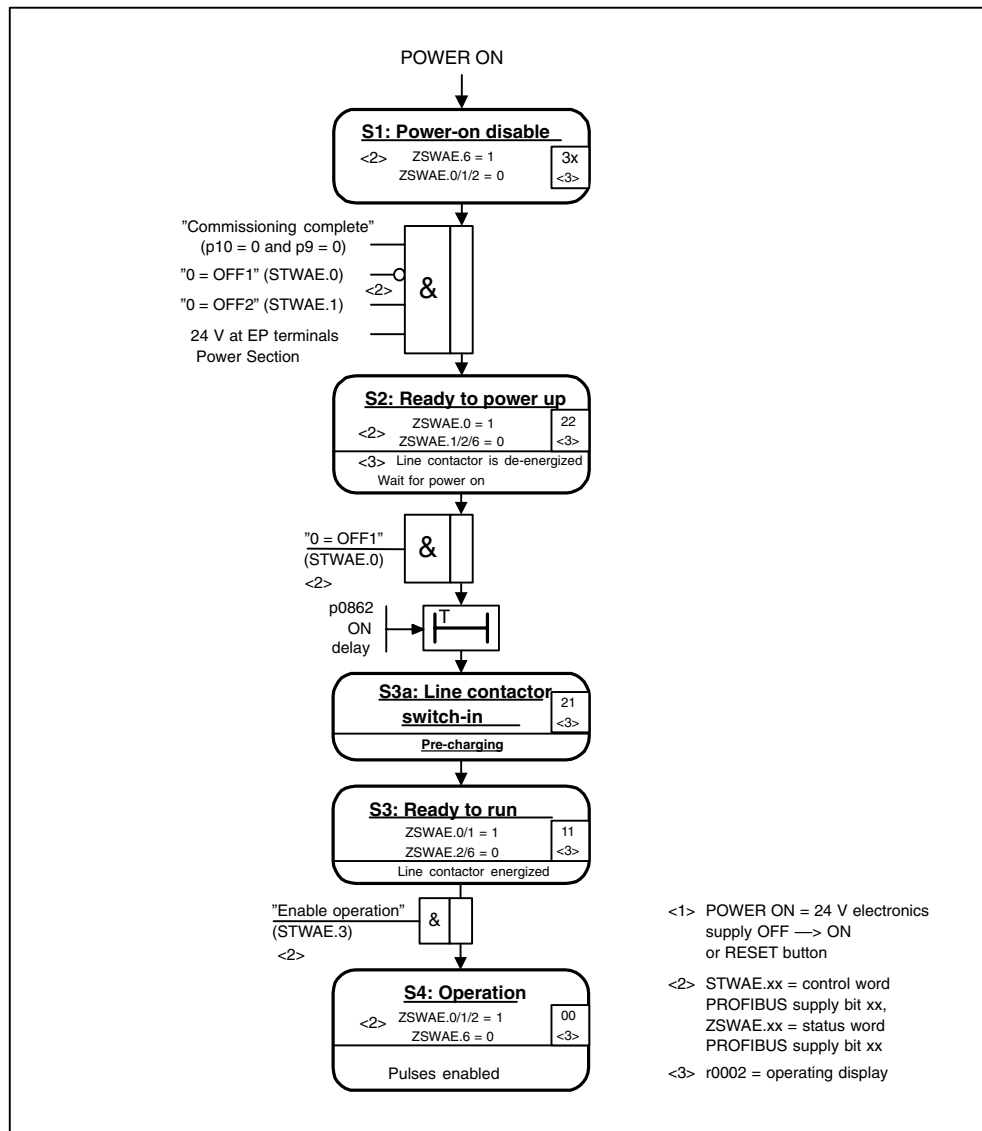 POWER ON
S1: Power-on disable
<2> ZSWAE.6 = 1
ZSWAE.0/1/2 = 0
3x
<3>
”Commissioning complete”
(p10 = 0 and p9 = 0)
”0 = OFF1” (STWAE.0)
<2>
”0 = OFF2” (STWAE.1)
24 V at EP terminals
Power Section
&
S2: Ready to power up
<2> ZSWAE.0 = 1
ZSWAE.1/2/6 = 0
22
<3>
<3> Line contactor is de-energized
Wait for power on
”0 = OFF1”
(STWAE.0)
<2>
&
p0862
ON
delay
T
S3a: Line contactor
switch-in
21
<3>
Pre-charging
S3: Ready to run
ZSWAE.0/1 = 1
ZSWAE.2/6 = 0
11
<3>
Line contactor energized
”Enable operation”
(STWAE.3)
<2>
&
S4: Operation
<2> ZSWAE.0/1/2 = 1
ZSWAE.6 = 0
00
<3>
Pulses enabled
<1> POWER ON = 24 V electronics
supply OFF —> ON
or RESET button
<2> STWAE.xx = control word
PROFIBUS supply bit xx,
ZSWAE.xx = status word
PROFIBUS supply bit xx
<3> r0002 = operating display